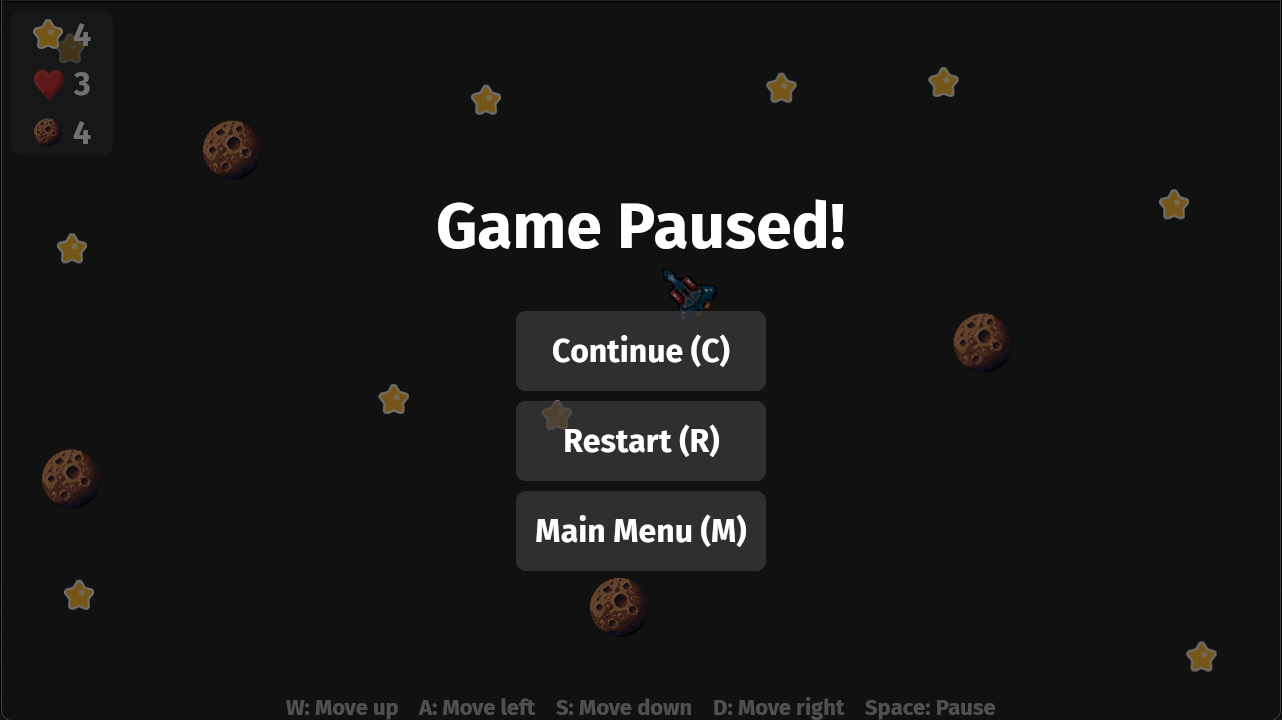 4
3
4
Game Paused!
Continue (C)
Restart (R)
Main Menu (M)
W: Move up A: Move left S: Move down D: Move right Space: Pause